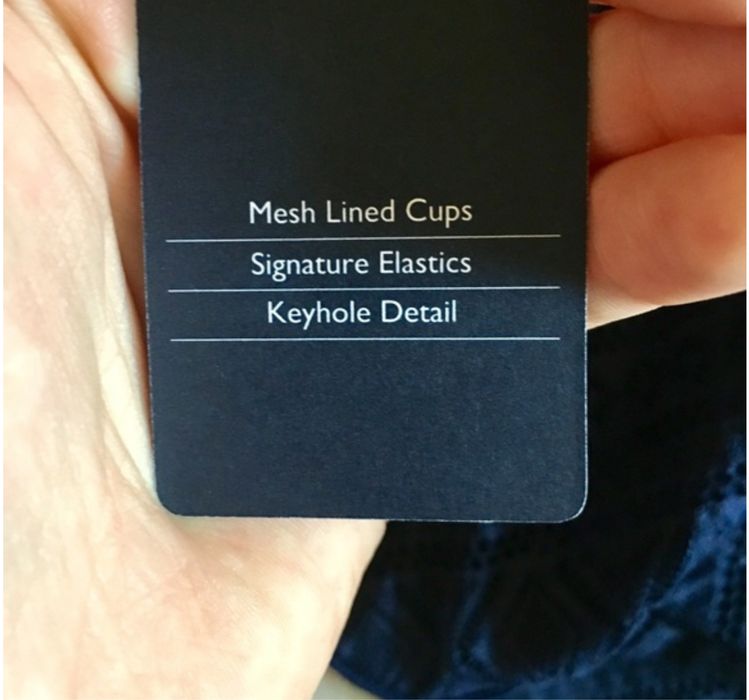 Mesh Lined Cups
Signature Elastics
Keyhole Detail